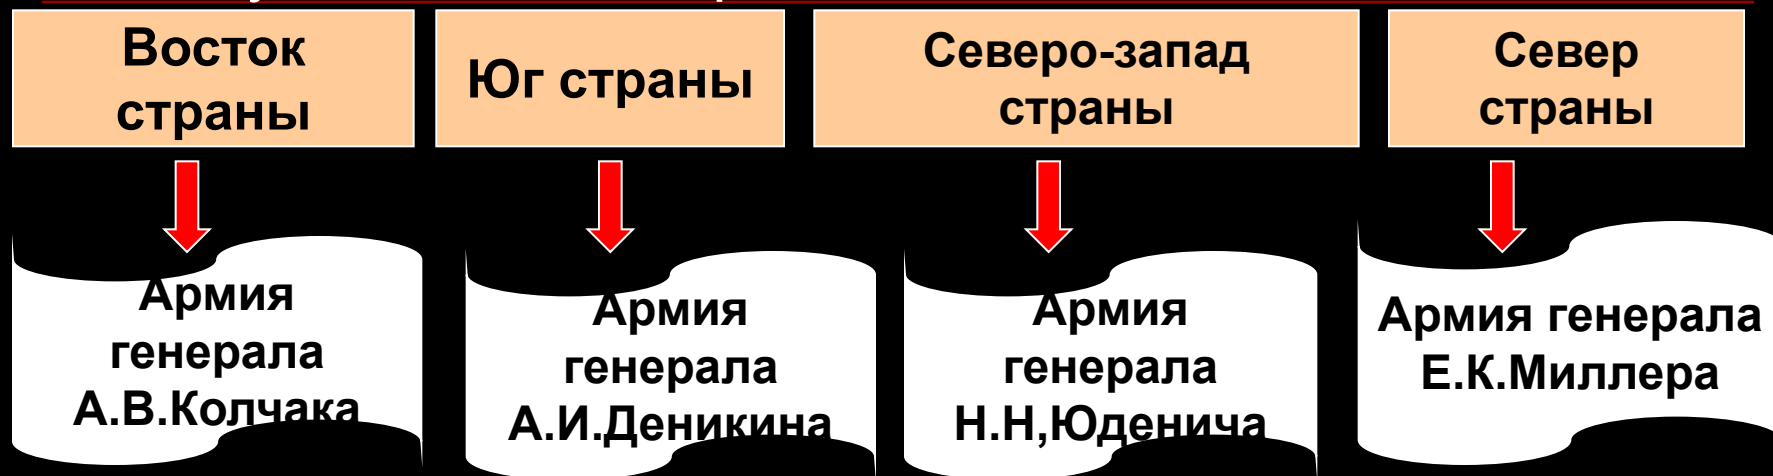 Восток
страны
Юг страны
Северо-запад
страны
Север
страны
Армия
генерала
А.В.Колчака
Армия
генерала
А.И.Деникина
Армия
генерала
Н.Н,Юденича
Армия генерала
Е.К.Миллера